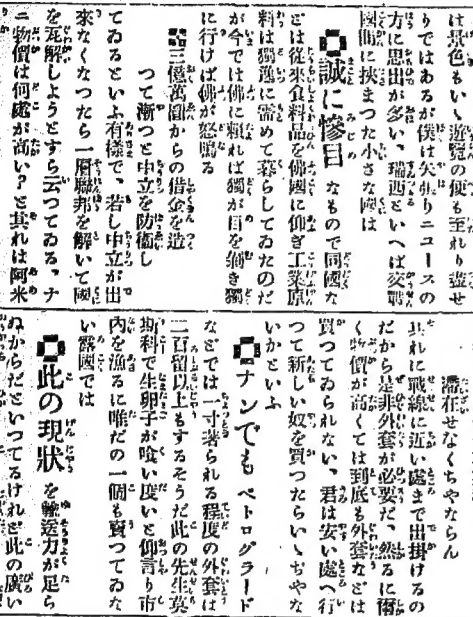 は景色もいゝ遊覧の便も至れり盡せ
りではあるが僕は矢張りニコースの
方に思出が多い、瑞西といへば交戰
國間に挾まつた小さな國は
誠に慘目 なもので同國な
どは從來食料品を佛國に仰ぎ工業原
料は獨逸に需めて暮らしてゐたのだ
が今では佛に頼れば獨が目を剝き獨
に行けば佛が怒鳴る
三億萬圓からの借金を造
つて漸つと中立を防衞し
てゐるといふ有樣で、若し中立が出
來なくなつたら一層聯邦を解いて國
を瓦解しようとすら云つてゐる、ナ
ニ物價は何處が高い?と其れは阿米
滯在せなくちやならん
其れに戰線に近い處まで出掛けるの
だから是非外套が必要だ、然るに爾
く物價が高くては到底も外套などは
買つてゐられない、君は安い處へ行
つて新しい奴を買つたらいゝぢやな
いかといふ
ナンでも ペトログラード
などでは一寸著られる程度の外套は
二百留以上もするそうだ此の先生莫
斯科で生卵子が喰い度いと仰言り市
內を漁るに唯だの一個も賣つてゐな
い露國では
此の現狀 を輸送力が足ら
ぬからだといつてるけれど此の廣い